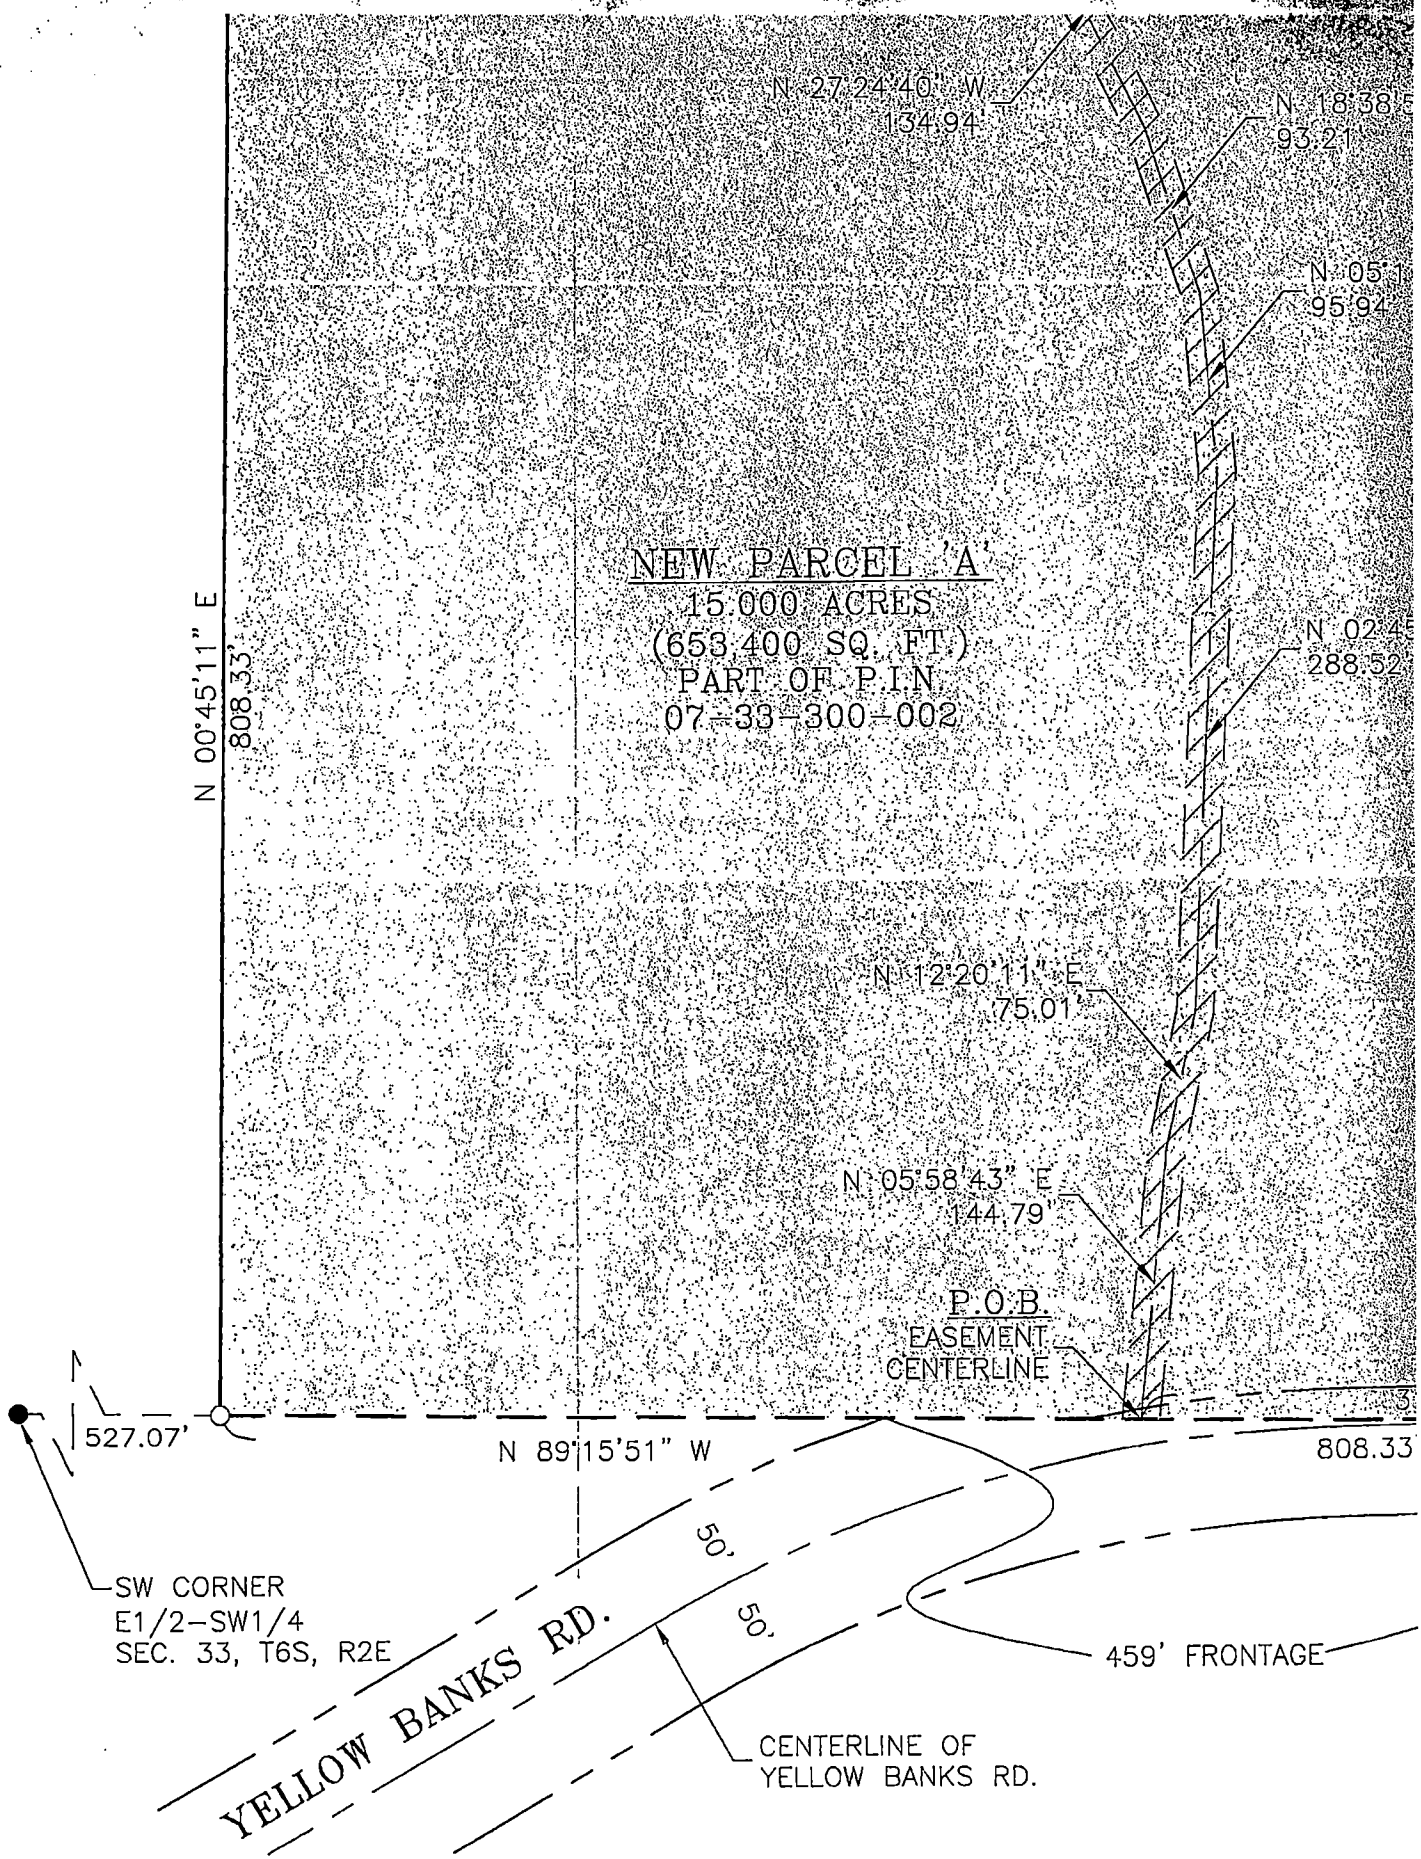 N 27°24'40" W
134.94'
N 18°38'
93.21
N 05°1
95.94
NEW PARCEL 'A'
15.000 ACRES
(653,400 SQ. FT.)
PART OF P.I.N.
07-33-300-002
N 00°45'11" E
808.33'
N 02°45
288.52
N 12°20'11" E
75.01'
N 05°58'43" E
144.79'
P.O.B.
EASEMENT
CENTERLINE
3
527.07'
N 89°15'51" W
808.33
50'
50'
SW CORNER
E1/2-SW1/4
SEC. 33, T6S, R2E
YELLOW BANKS RD.
459' FRONTAGE
CENTERLINE OF
YELLOW BANKS RD.